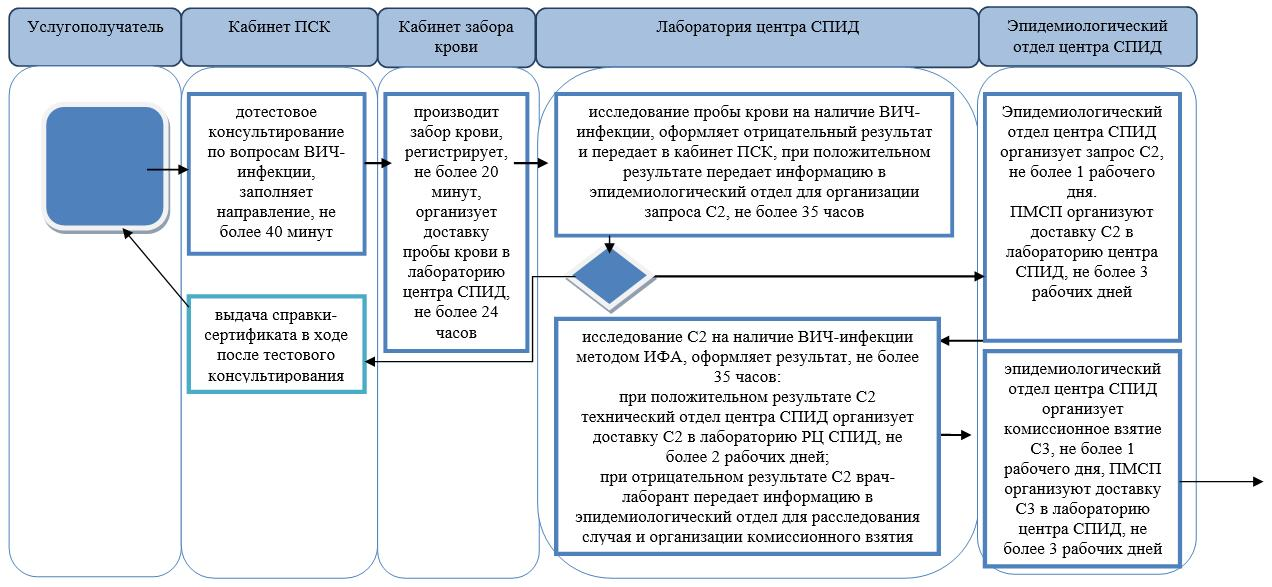 Услугополучатель
Кабинет ПСК
Кабинет забора
крови
Лаборатория центра СПИД
Эпидемиологический
отдел центра СПИД
дотестовое
консультирование
по вопросам ВИЧ-
инфекции,
заполняет
направление, не
более 40 минут
производит
забор крови,
регистрирует,
не более 20
минут,
организует
доставку
пробы крови в
лабораторию
центра СПИД,
не более 24
часов
исследование пробы крови на наличие ВИЧ-
инфекции, оформляет отрицательный результат
и передает в кабинет ПСК, при положительном
результате передает информацию в
эпидемиологический отдел для организации
запроса С2, не более 35 часов
Эпидемиологический
отдел центра СПИД
организует запрос С2,
не более 1 рабочего
дня.
ПМСП организуют
доставку С2 в
лабораторию центра
СПИД, не более 3
рабочих дней
выдача справки-
сертификата в ходе
после тестового
консультирования
исследование С2 на наличие ВИЧ-инфекции
методом ИФА, оформляет результат, не более
35 часов:
при положительном результате С2
технический отдел центра СПИД организует
доставку С2 в лабораторию РЦ СПИД, не
более 2 рабочих дней;
при отрицательном результате С2 врач-
лаборант передает информацию в
эпидемиологический отдел для расследования
случая и организации комиссионного взятия
эпидемиологический
отдел центра СПИД
организует
комиссионное взятие
С3, не более 1
рабочего дня, ПМСП
организуют доставку
С3 в лабораторию
центра СПИД, не
более 3 рабочих дней